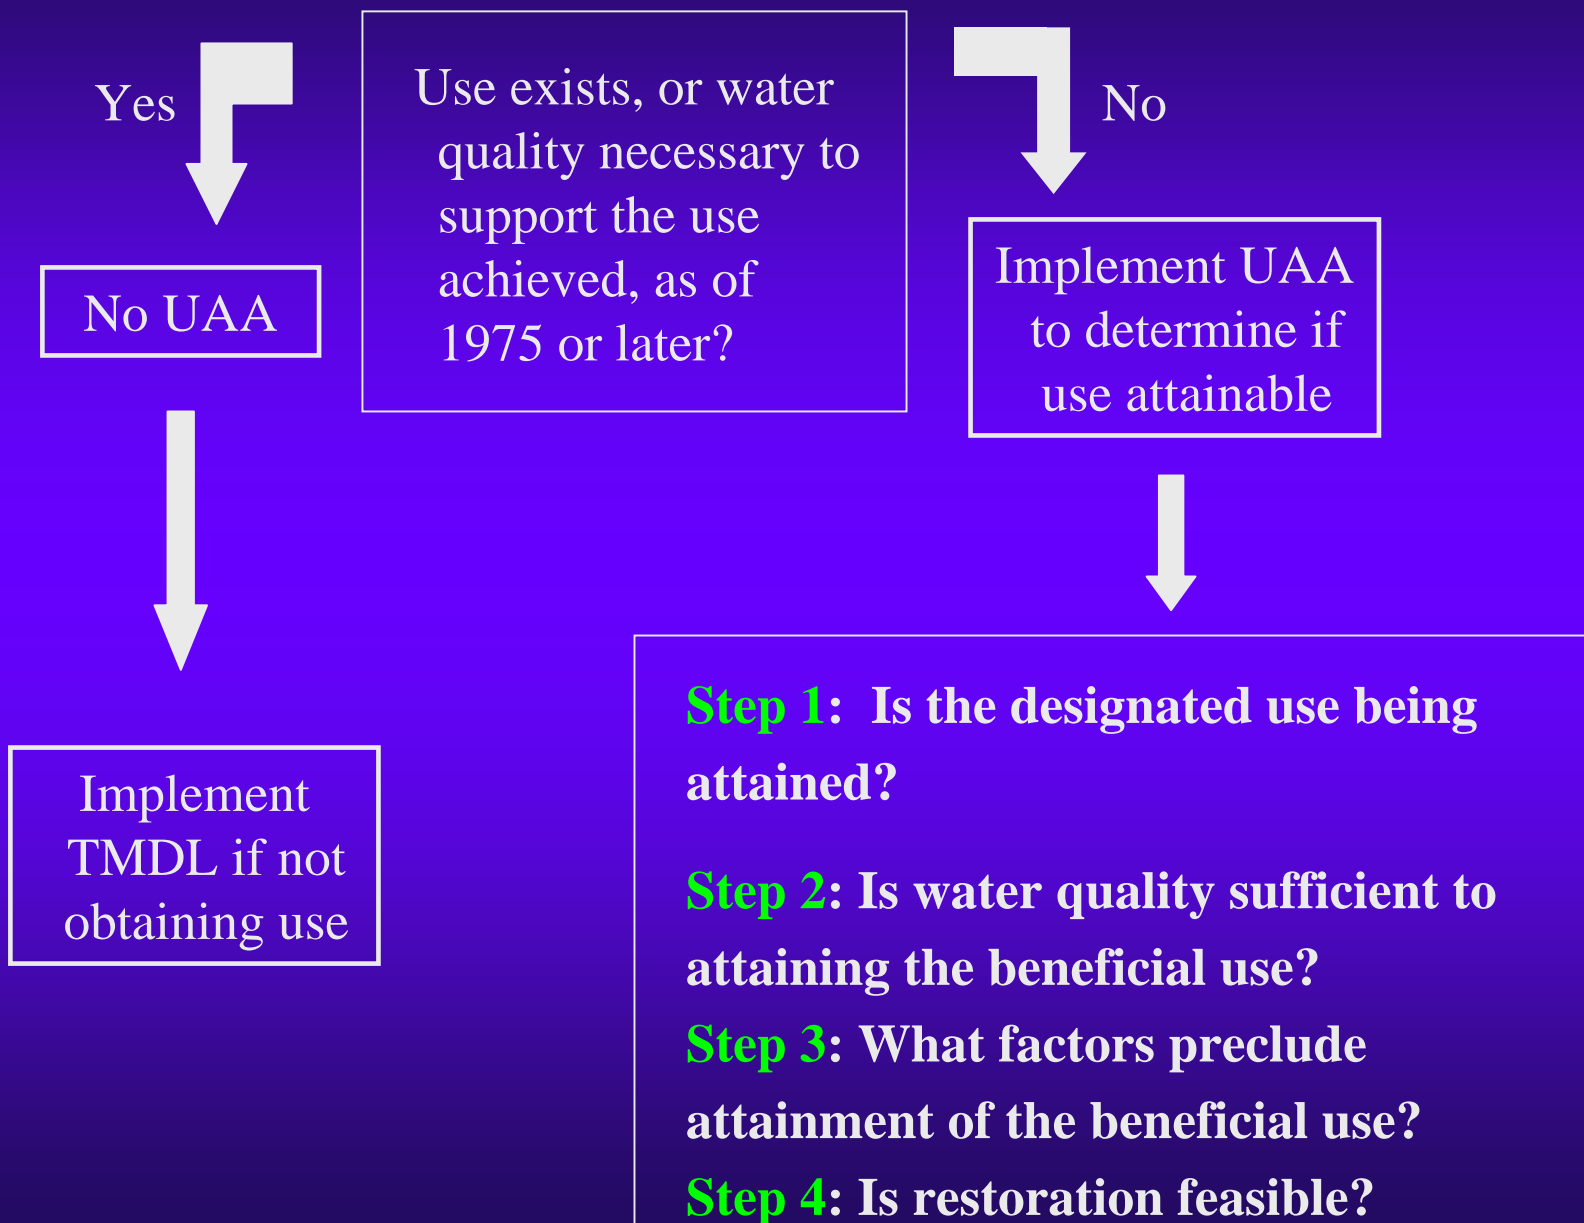 Yes
Use exists, or water
quality necessary to
support the use
achieved, as of
1975 or later?
No
No UAA
Implement UAA
to determine if
use attainable
Implement
TMDL if not
obtaining use
Step 1: Is the designated use being
attained?
Step 2: Is water quality sufficient to
attaining the beneficial use?
Step 3: What factors preclude
attainment of the beneficial use?
Step 4: Is restoration feasible?